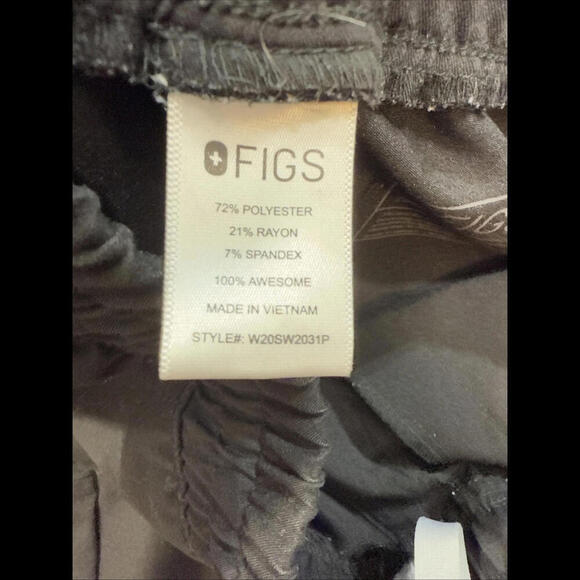 FIGS
72% POLYESTER
21% RAYON
7% SPANDEX
100% AWESOME
MADE IN VIETNAM
STYLE#: W20SW2031P